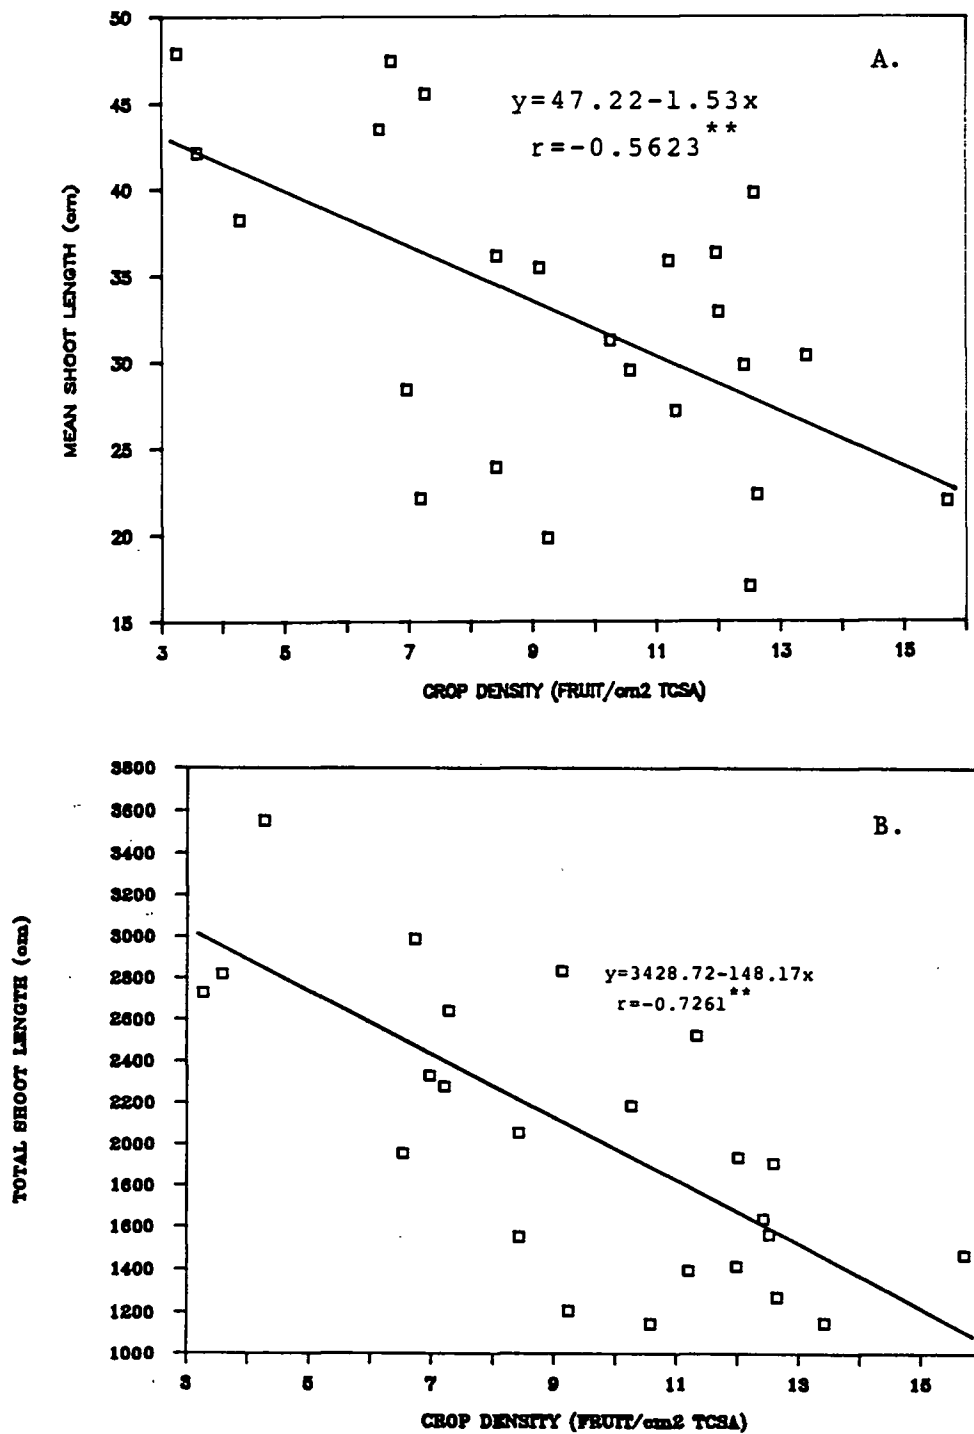 50
A.
y=47.22-1.53x
r=-0.5623**
45
40
35
30
25
20
15
MEAN SHOOT LENGTH (cm)
3 5 7 9 11 13 15
CROP DENSITY (FRUIT/cm2 TCSA)
3800
3600
B.
3400
3200
3000
2800
y=3428.72-148.17x
r=-0.7261**
2600
2400
2200
2000
1800
1600
1400
1200
1000
TOTAL SHOOT LENGTH (cm)
3 5 7 9 11 13 15
CROP DENSITY (FRUIT/cm2 TCSA)